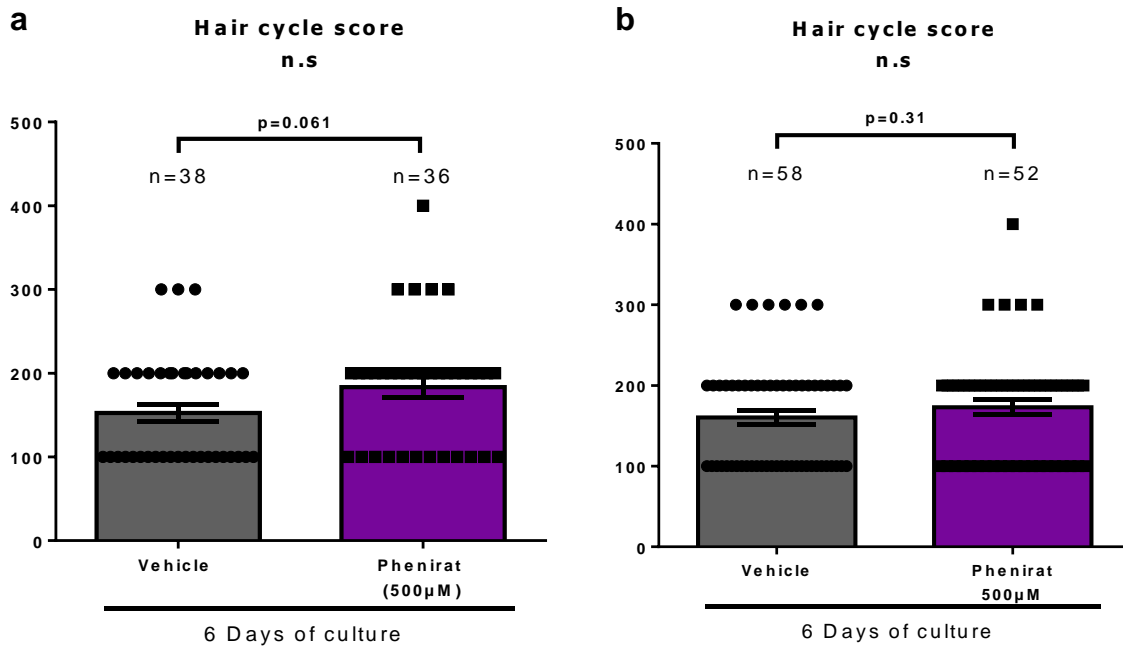 a
Hair cycle score
n.s
500
p=0.061
n=38
n=36
400
300
200
100
0
Vehicle
Phenirat
(500µM)
6 Days of culture
b
Hair cycle score
n.s
500
p=0.31
n=58
n=52
400
300
200
100
0
Vehicle
Phenirat
500µM
6 Days of culture